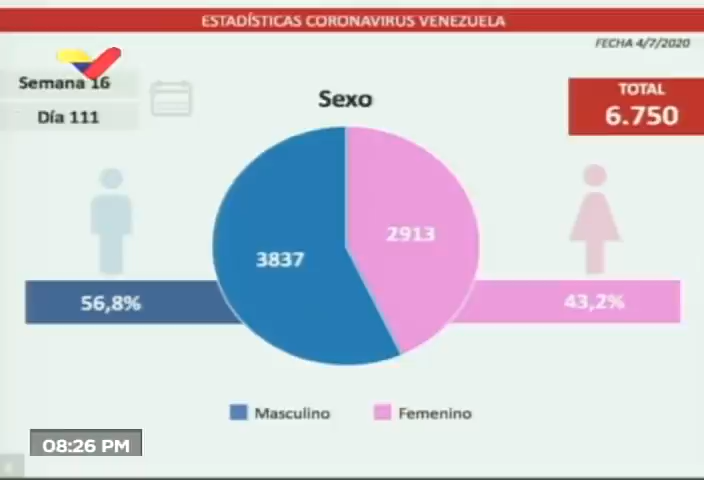 ESTADÍSTICAS CORONAVIRUS VENEZUELA
FECHA 4/7/2020
Semana 16
Día 111
TOTAL
6.750
Sexo
3837
2913
56,8%
43,2%
Masculino
Femenino
08:26 PM